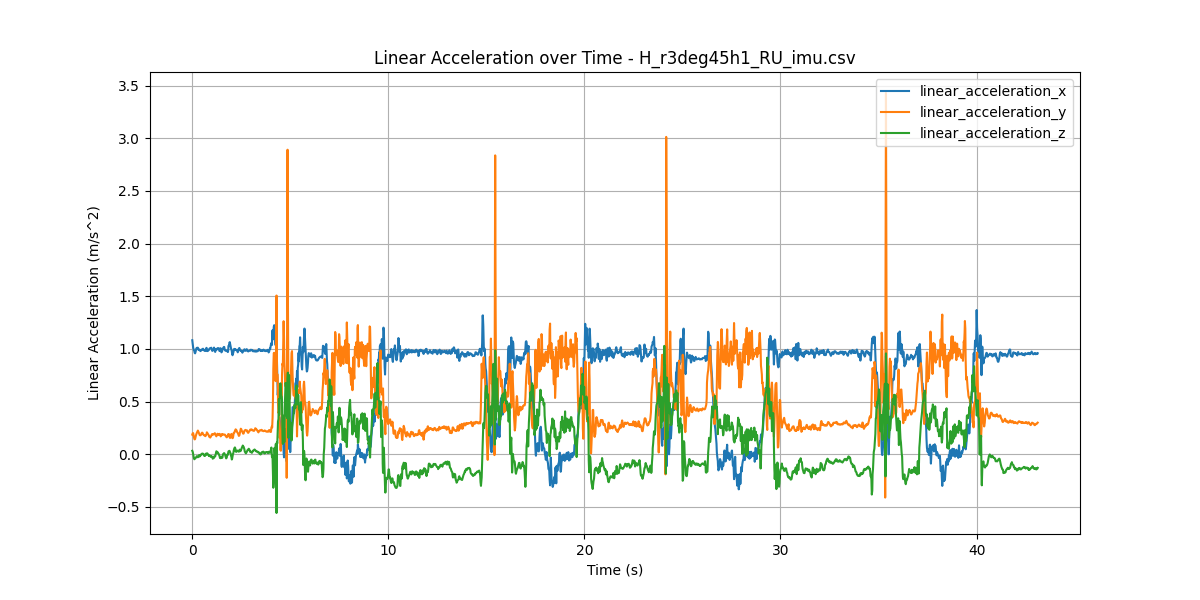 Linear Acceleration over Time - H_r3deg45h1_RU_imu.csv
linear_acceleration_x
linear_acceleration_y
linear_acceleration_z
Linear Acceleration (m/s^2)
3.5
3.0
2.5
2.0
1.5
1.0
0.5
0.0
−0.5
0 10 20 30 40
Time (s)